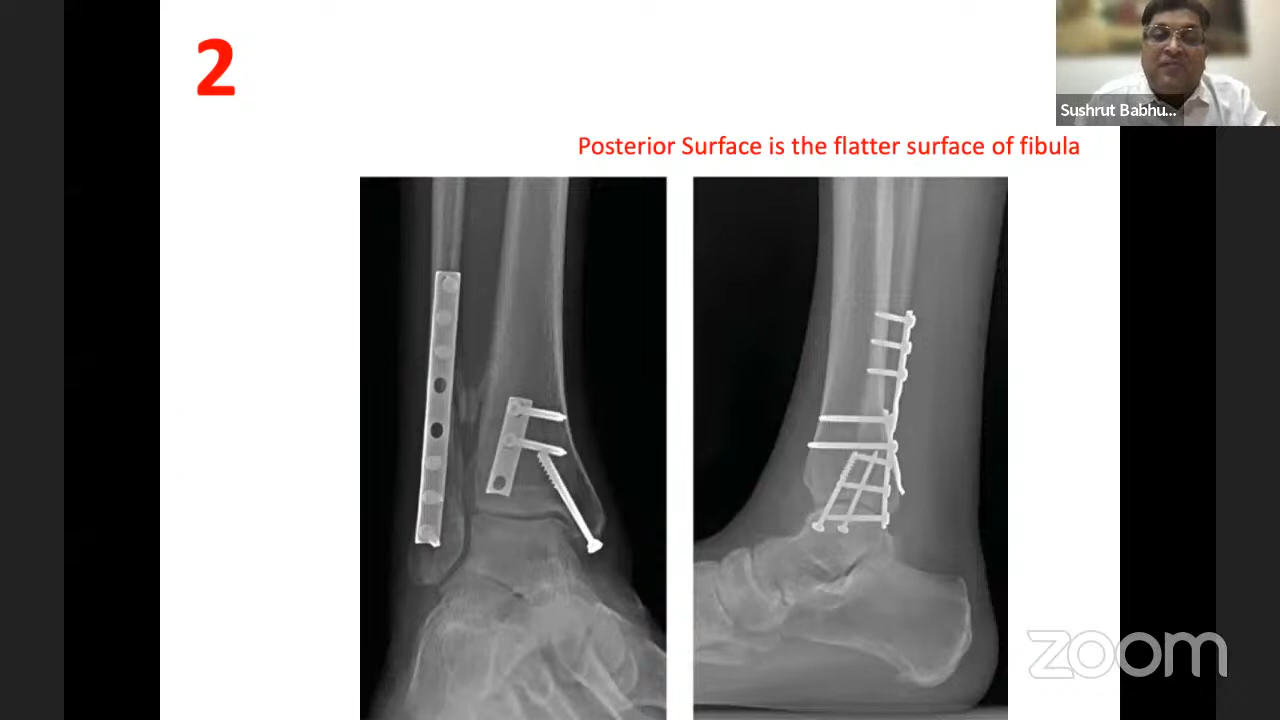 2
Sushrut Babhu...
Posterior Surface is the flatter surface of fibula
zoom